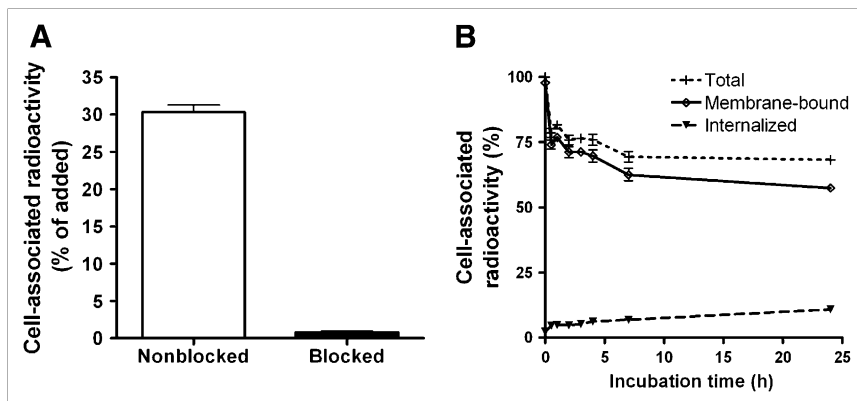 A
Cell-associated radioactivity
(% of added)
35
30
25
20
15
10
5
0
Nonblocked
Blocked
B
Cell-associated
radioactivity (%)
100
75
50
25
0
Total
Membrane-bound
Internalized
0
5
10
15
20
25
Incubation time (h)